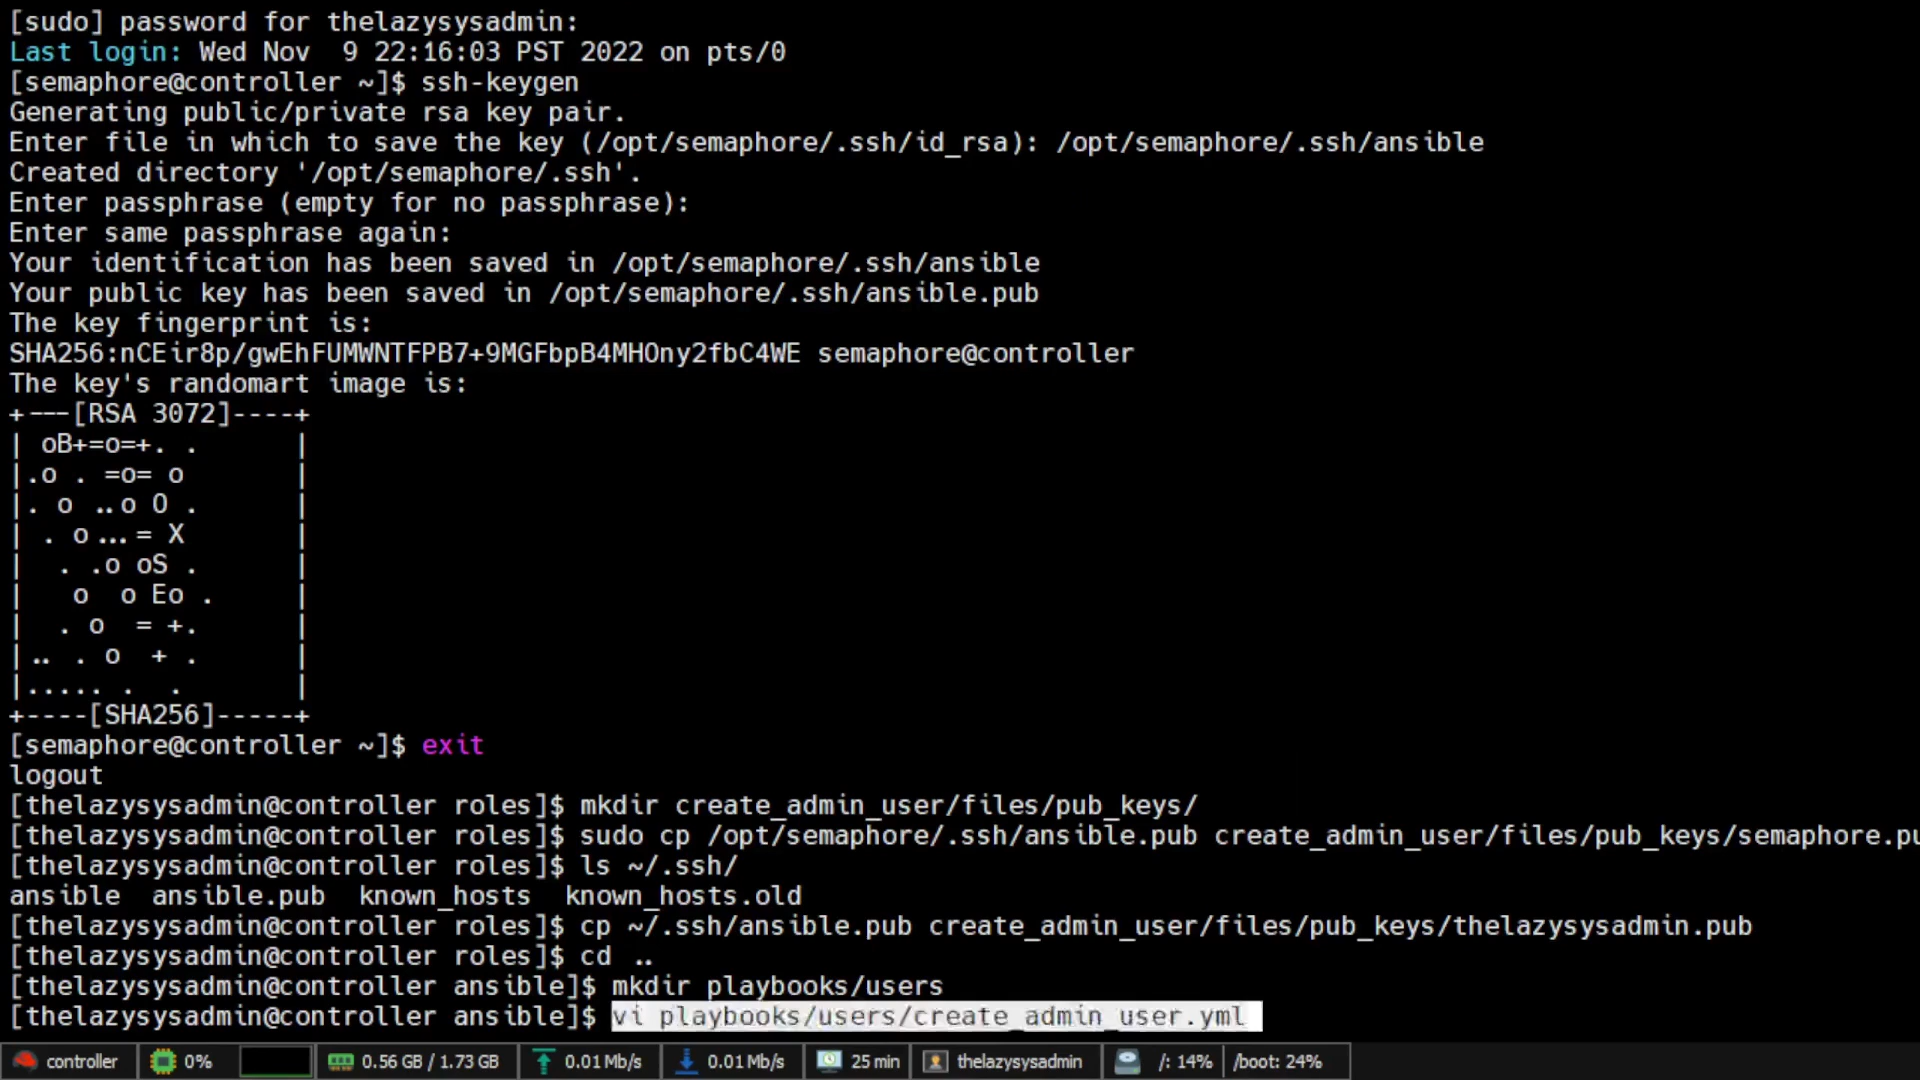 [sudo] password for thelazysysadmin:
Last login: Wed Nov  9 22:16:03 PST 2022 on pts/0
[semaphore@controller ~]$ ssh-keygen
Generating public/private rsa key pair.
Enter file in which to save the key (/opt/semaphore/.ssh/id_rsa): /opt/semaphore/.ssh/ansible
Created directory '/opt/semaphore/.ssh'.
Enter passphrase (empty for no passphrase):
Enter same passphrase again:
Your identification has been saved in /opt/semaphore/.ssh/ansible
Your public key has been saved in /opt/semaphore/.ssh/ansible.pub
The key fingerprint is:
SHA256:nCEir8p/gwEhFUMWNTFPB7+9MGFbpB4MHOny2fbC4WE semaphore@controller
The key's randomart image is:
+---[RSA 3072]----+
| oB+=o=+. .      |
|.o . =o= o       |
|. o ..o O .      |
| . o...= X       |
|  . .o oS .      |
|   o  o Eo .     |
|  . o  = +.      |
|.. . o  + .      |
|..... .  .       |
+----[SHA256]-----+
[semaphore@controller ~]$ exit
logout
[thelazysysadmin@controller roles]$ mkdir create_admin_user/files/pub_keys/
[thelazysysadmin@controller roles]$ sudo cp /opt/semaphore/.ssh/ansible.pub create_admin_user/files/pub_keys/semaphore.pu
[thelazysysadmin@controller roles]$ ls ~/.ssh/
ansible  ansible.pub  known_hosts  known_hosts.old
[thelazysysadmin@controller roles]$ cp ~/.ssh/ansible.pub create_admin_user/files/pub_keys/thelazysysadmin.pub
[thelazysysadmin@controller roles]$ cd ..
[thelazysysadmin@controller ansible]$ mkdir playbooks/users
[thelazysysadmin@controller ansible]$ vi playbooks/users/create_admin_user.yml
controller 0% 0.56 GB / 1.73 GB 0.01 Mb/s 0.01 Mb/s 25 min thelazysysadmin /: 14% /boot: 24%